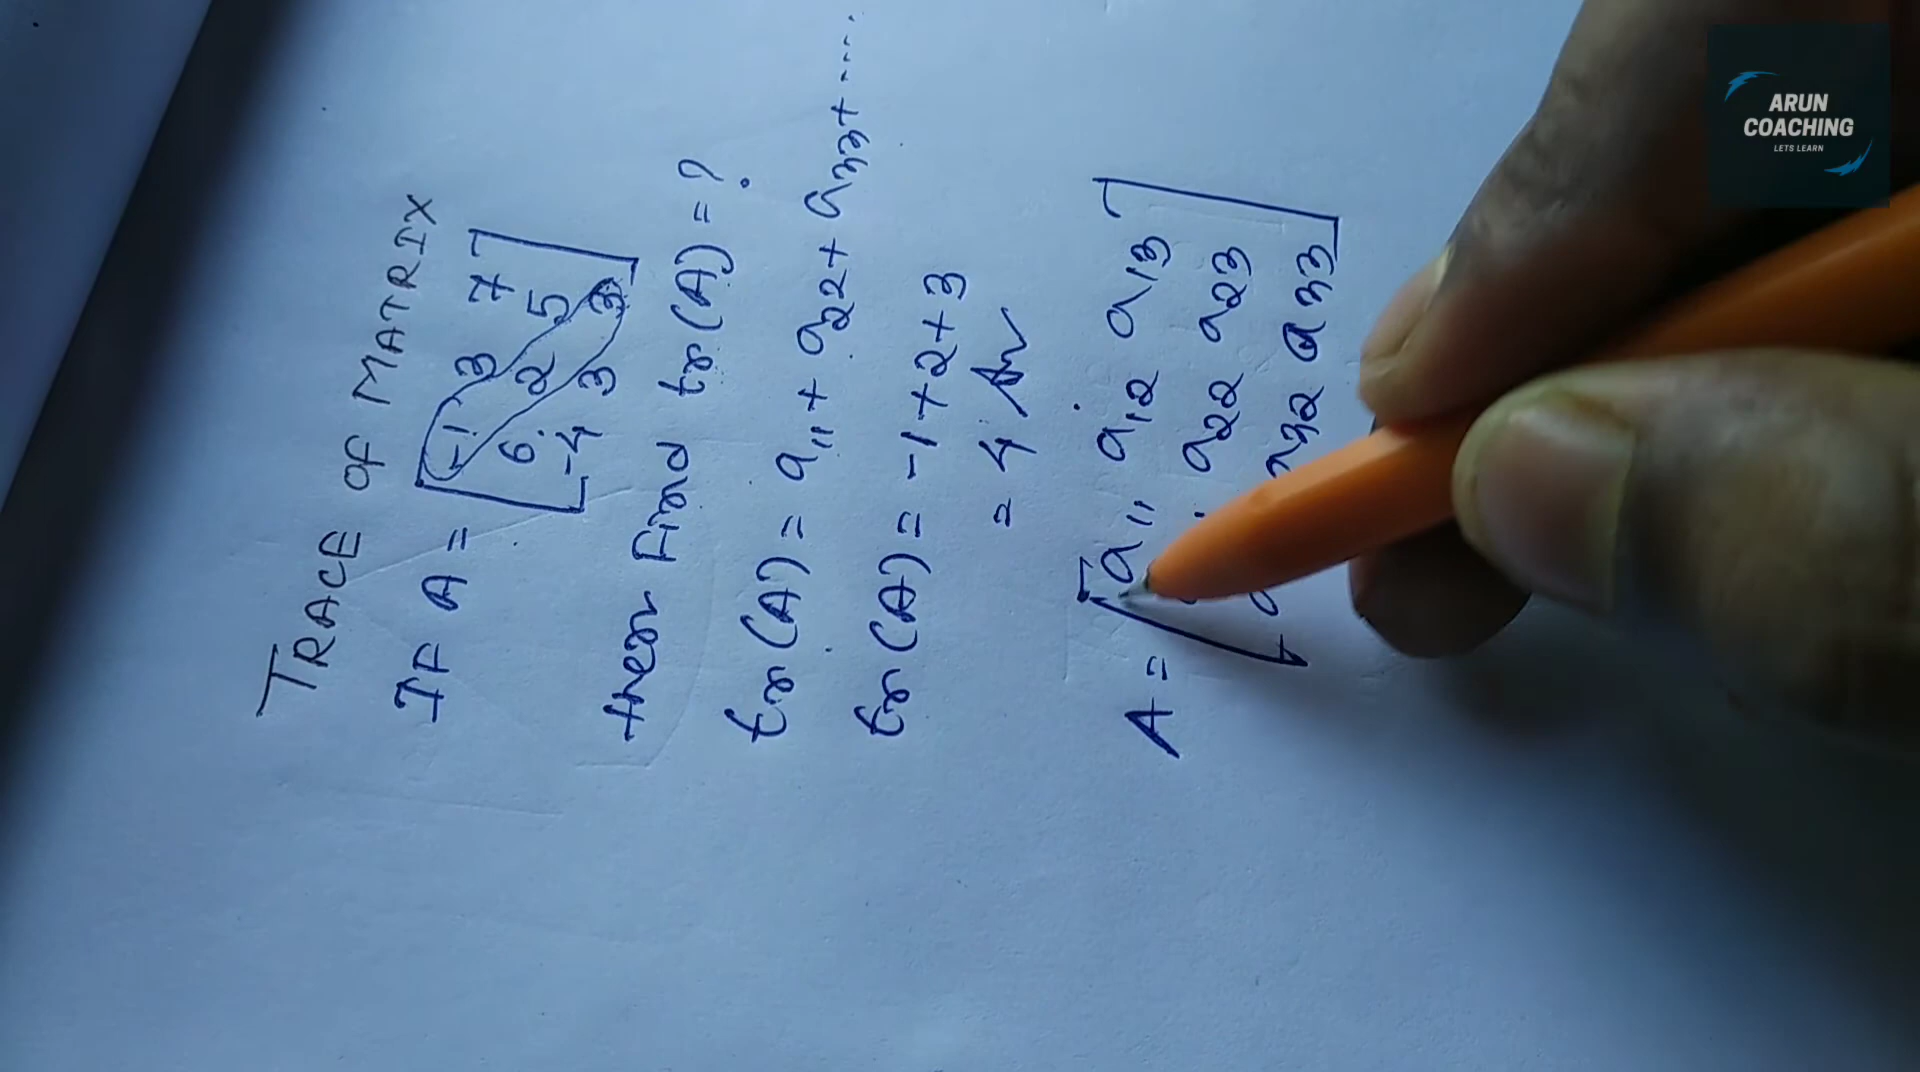 TRACE OF MATRIX
IF A = [-1 3 7
6 2 5
-4 3 3]
then Find tr(A) = ?
tr(A) = a11 + a22 + a33 + ....
tr(A) = -1 + 2 + 3
= 4 Ans
A = [a11 a12 a13
a22 a23
a32 a33]
ARUN
COACHING
LETS LEARN